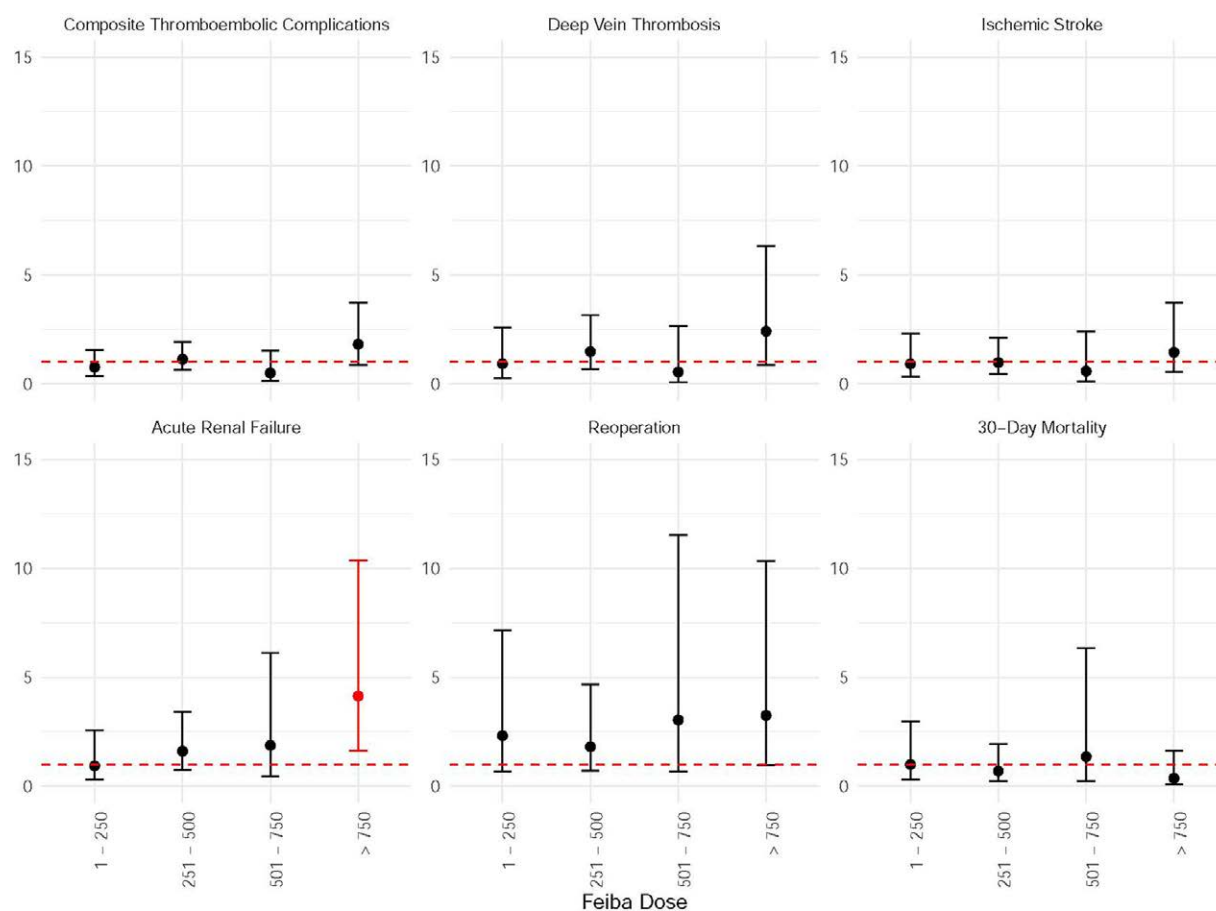 Composite Thromboembolic Complications
Deep Vein Thrombosis
Ischemic Stroke
15
10
5
0
15
10
5
0
15
10
5
0
Acute Renal Failure
Reoperation
30–Day Mortality
15
10
5
0
15
10
5
0
15
10
5
0
1 – 250
251 – 500
501 – 750
> 750
1 – 250
251 – 500
501 – 750
> 750
1 – 250
251 – 500
501 – 750
> 750
Feiba Dose